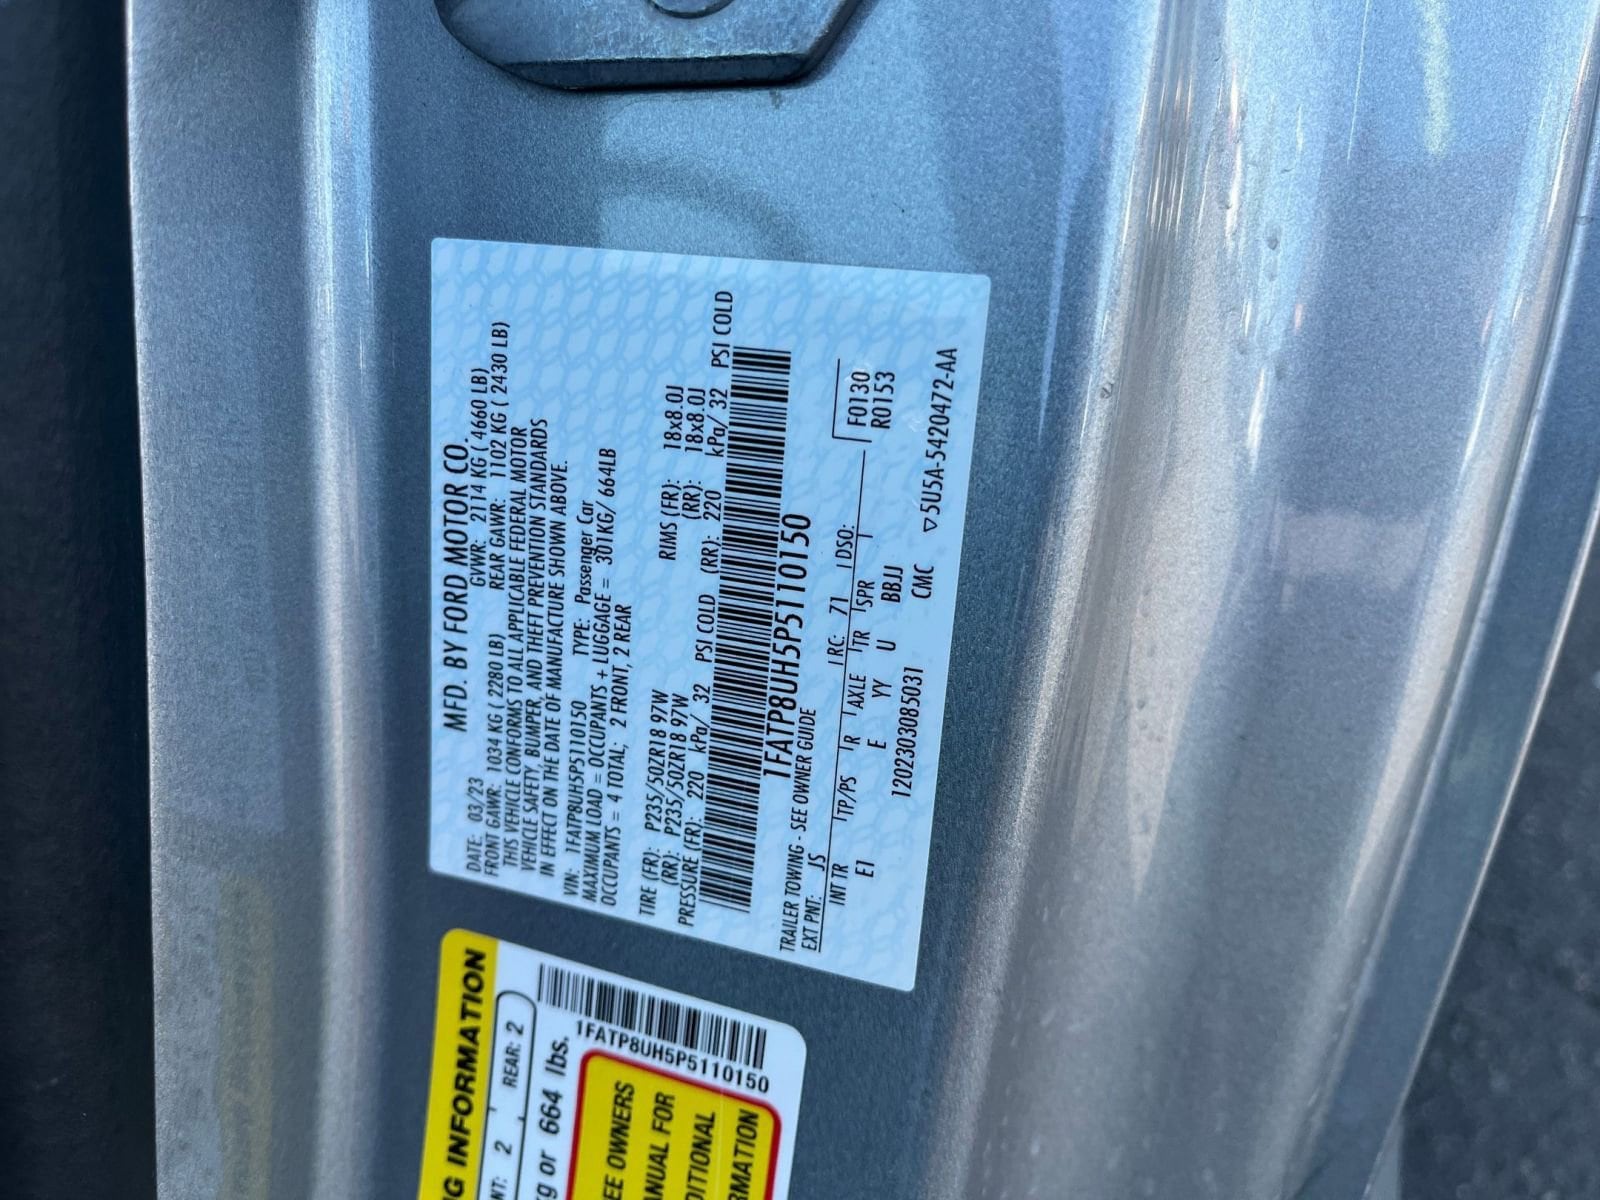 MFD. BY FORD MOTOR CO.
DATE: 03/23 GVWR: 2114 KG ( 4660 LB)
FRONT GAWR: 1034 KG ( 2280 LB) REAR GAWR: 1102 KG ( 2430 LB)
THIS VEHICLE CONFORMS TO ALL APPLICABLE FEDERAL MOTOR
VEHICLE SAFETY, BUMPER, AND THEFT PREVENTION STANDARDS
IN EFFECT ON THE DATE OF MANUFACTURE SHOWN ABOVE.
VIN: 1FATP8UH5P5110150 TYPE: Passenger Car
MAXIMUM LOAD = OCCUPANTS + LUGGAGE = 301KG/ 664LB
OCCUPANTS = 4 TOTAL; 2 FRONT, 2 REAR
TIRE (FR): P235/50ZR18 97W RIMS (FR): 18x8.0J
(RR): P235/50ZR18 97W (RR): 18x8.0J
PRESSURE (FR): 220 kPa/ 32 PSI COLD (RR): 220 kPa/ 32 PSI COLD
1FATP8UH5P5110150
TRAILER TOWING - SEE OWNER GUIDE
EXT PNT: JS RC: 71 DSO:
INT TR TP/PS R AXLE TR SPR F0130
E1 E YY U BBJJ R0153
1202303085031 CMC ▽5U5A-5420472-AA
G INFORMATION
NT: 2 REAR: 2
kg or 664 lbs.
1FATP8UH5P5110150
EE OWNERS
ANUAL FOR
DITIONAL
RMATION